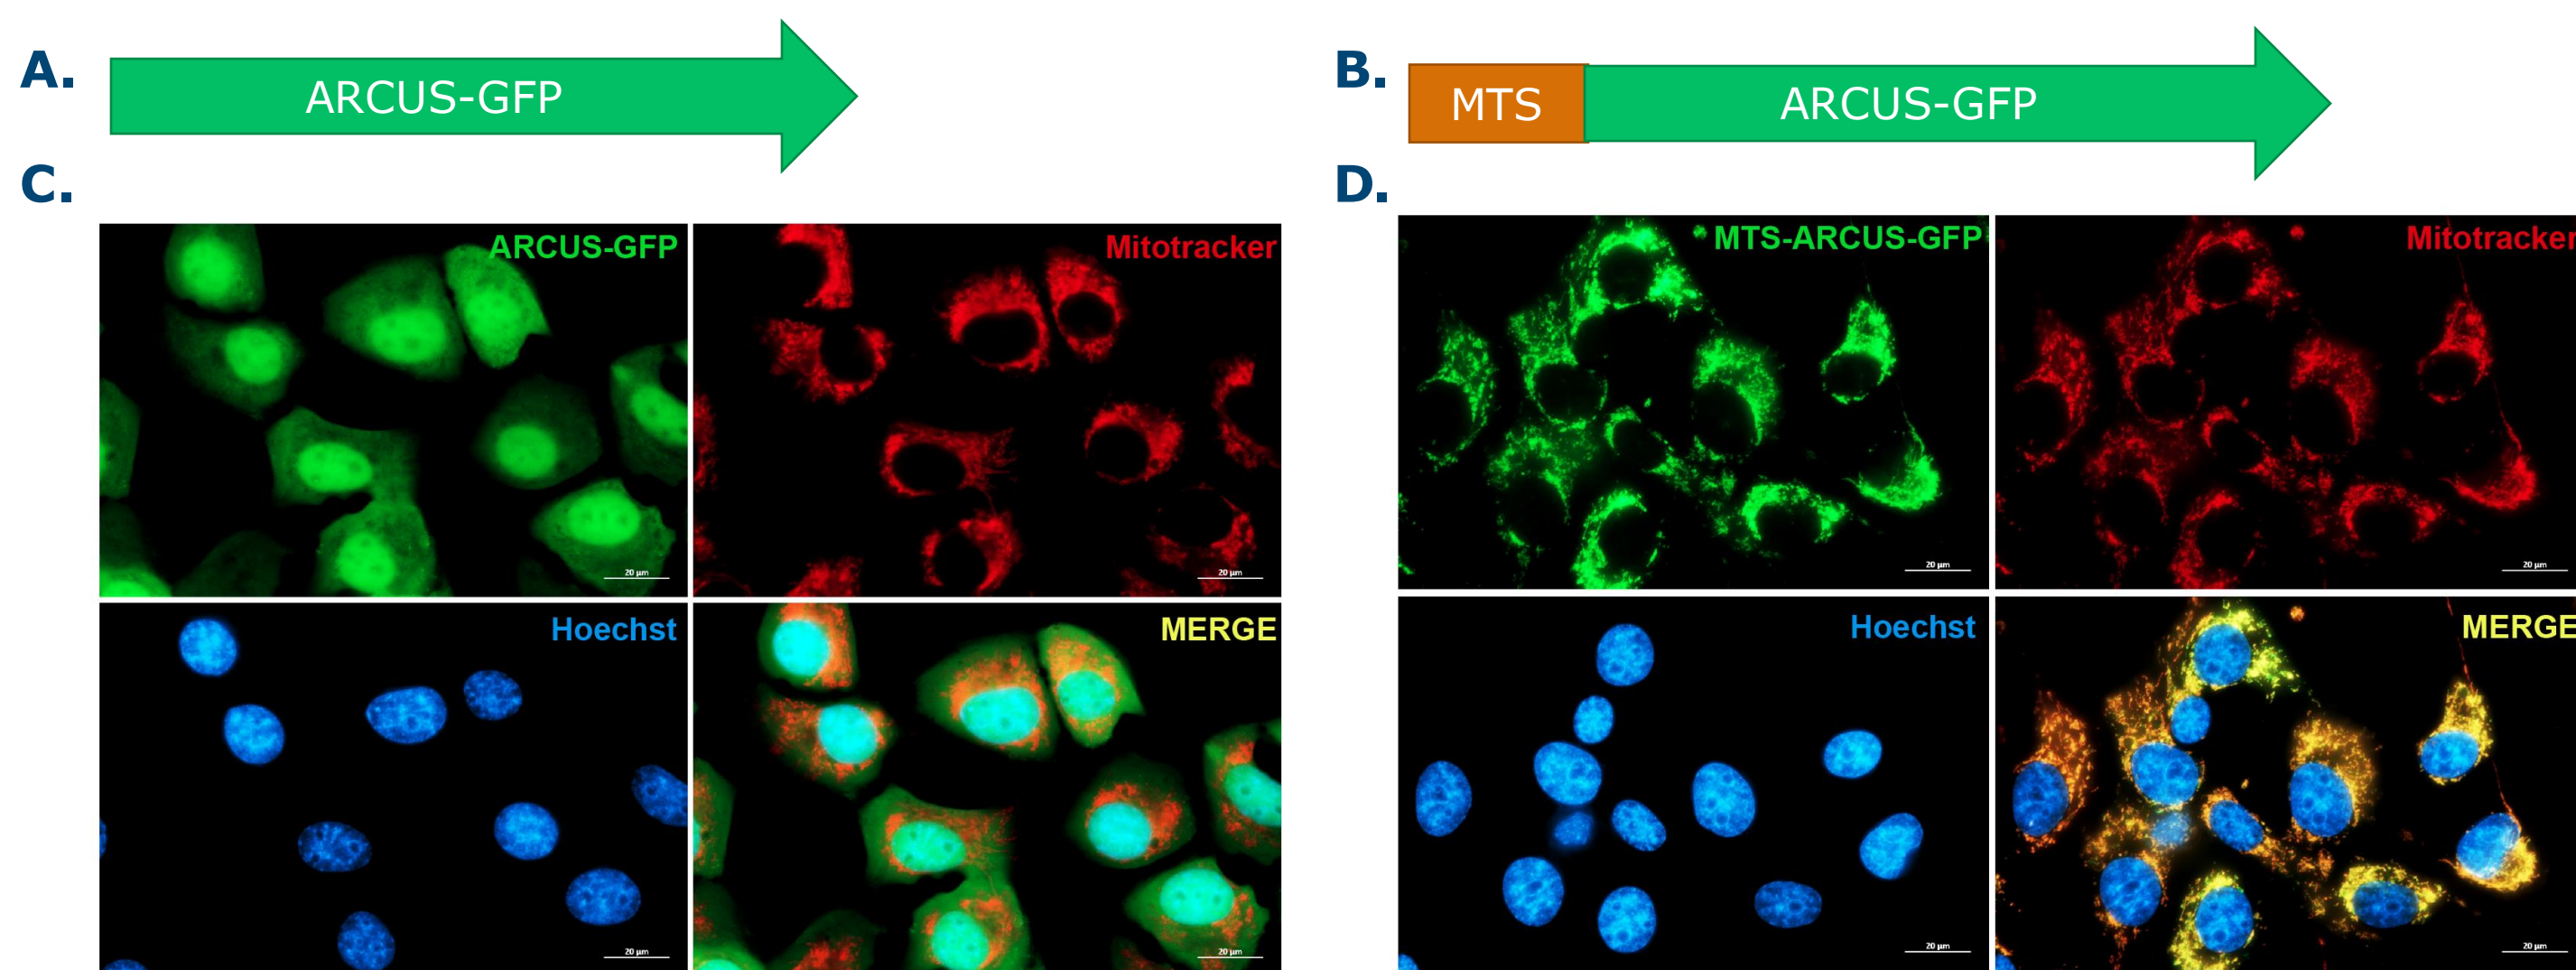 A.
ARCUS-GFP
B.
MTS
ARCUS-GFP
C.
ARCUS-GFP
Mitotracker
20 µm
20 µm
Hoechst
MERGE
20 µm
20 µm
D.
MTS-ARCUS-GFP
Mitotracker
20 µm
20 µm
Hoechst
MERGE
20 µm
20 µm